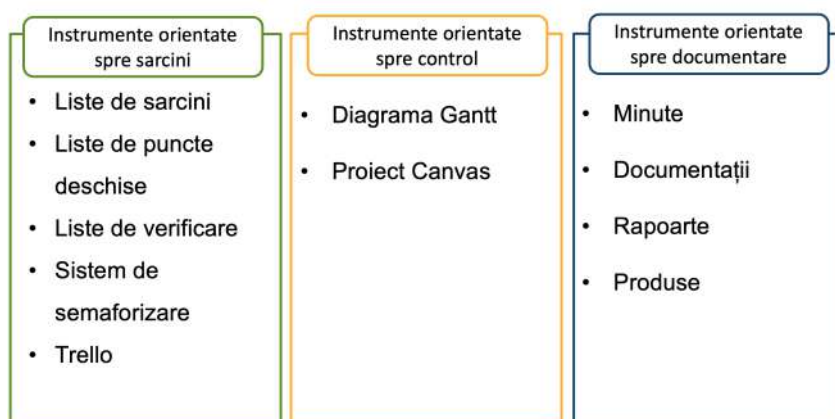 Instrumente orientate
spre sarcini
• Liste de sarcini
• Liste de puncte
deschise
• Liste de verificare
• Sistem de
semaforizare
• Trello
Instrumente orientate
spre control
• Diagrama Gantt
• Proiect Canvas
Instrumente orientate
spre documentare
• Minute
• Documentații
• Rapoarte
• Produse